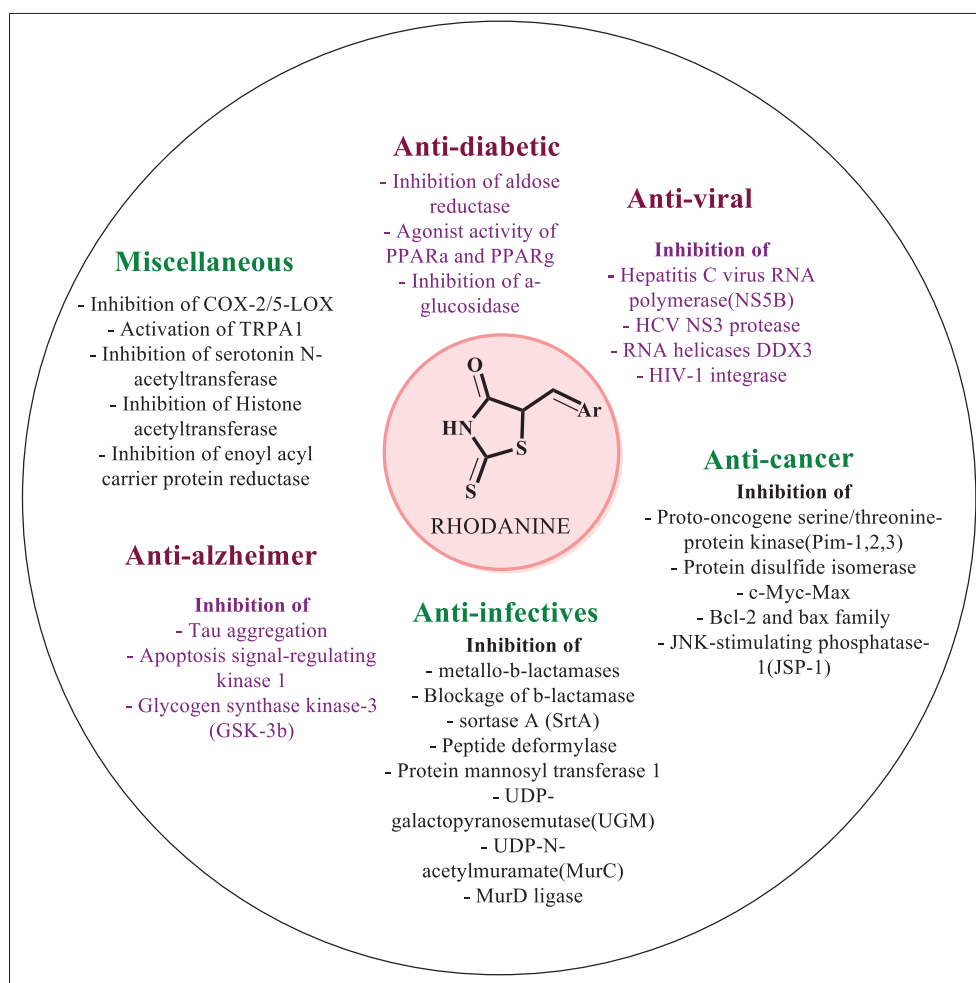 Anti-diabetic
- Inhibition of aldose
reductase
- Agonist activity of
PPARa and PPARg
- Inhibition of a-
glucosidase
Anti-viral
Inhibition of
- Hepatitis C virus RNA
polymerase(NS5B)
- HCV NS3 protease
- RNA helicases DDX3
- HIV-1 integrase
Miscellaneous
- Inhibition of COX-2/5-LOX
- Activation of TRPA1
- Inhibition of serotonin N-
acetyltransferase
- Inhibition of Histone
acetyltransferase
- Inhibition of enoyl acyl
carrier protein reductase
O
Ar
HN
S
S
RHODANINE
Anti-cancer
Inhibition of
- Proto-oncogene serine/threonine-
protein kinase(Pim-1,2,3)
- Protein disulfide isomerase
- c-Myc-Max
- Bcl-2 and bax family
- JNK-stimulating phosphatase-
1(JSP-1)
Anti-alzheimer
Inhibition of
- Tau aggregation
- Apoptosis signal-regulating
kinase 1
- Glycogen synthase kinase-3
(GSK-3b)
Anti-infectives
Inhibition of
- metallo-b-lactamases
- Blockage of b-lactamase
- sortase A (SrtA)
- Peptide deformylase
- Protein mannosyl transferase 1
- UDP-
galactopyranosemutase(UGM)
- UDP-N-
acetylmuramate(MurC)
- MurD ligase